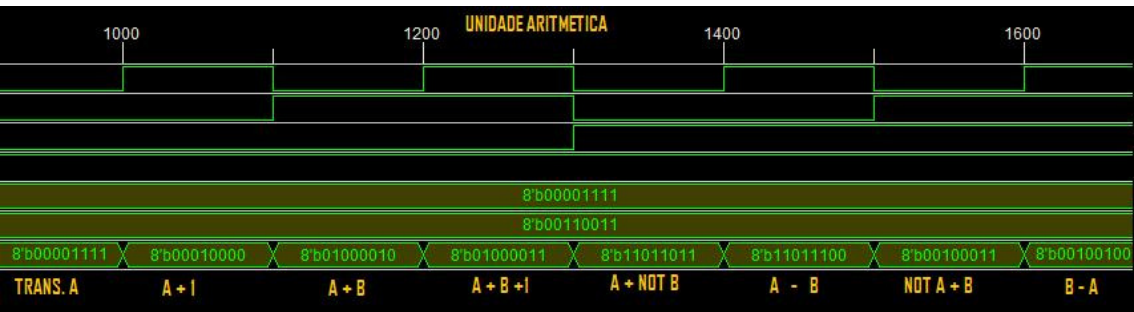 UNIDADE ARITMETICA
1000 1200 1400 1600
8'b00001111
8'b00110011
8'b00001111 8'b00010000 8'b01000010 8'b01000011 8'b11011011 8'b11011100 8'b00100011 8'b00100100
TRANS. A A + 1 A + B A + B +1 A + NOT B A - B NOT A + B B - A